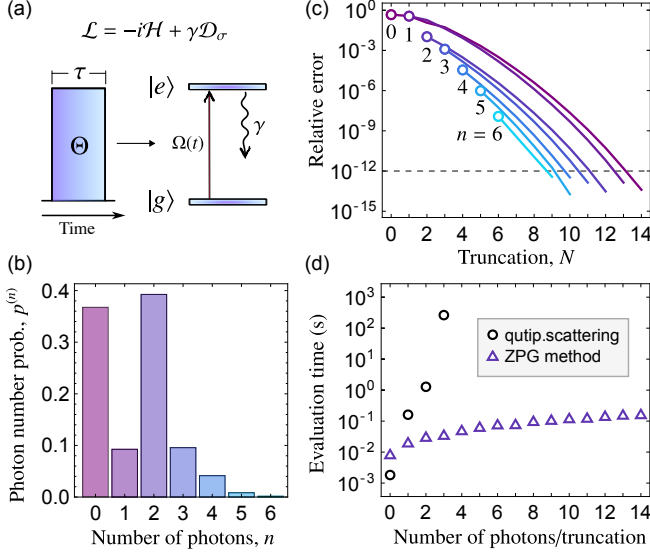 (a)
ℒ = −iℋ + γ𝒟σ
τ
Θ
Time
|e⟩
Ω(t)
γ
|g⟩
(b)
Photon number prob., p⁽ⁿ⁾
0.4
0.3
0.2
0.1
0.0
0 1 2 3 4 5 6
Number of photons, n
(c)
Relative error
10⁰
10⁻³
10⁻⁶
10⁻⁹
10⁻¹²
10⁻¹⁵
0 1 2 3 4 5 n = 6
0 2 4 6 8 10 12 14
Truncation, N
(d)
Evaluation time (s)
10³
10²
10¹
10⁰
10⁻¹
10⁻²
10⁻³
qutip.scattering
ZPG method
0 2 4 6 8 10 12 14
Number of photons/truncation